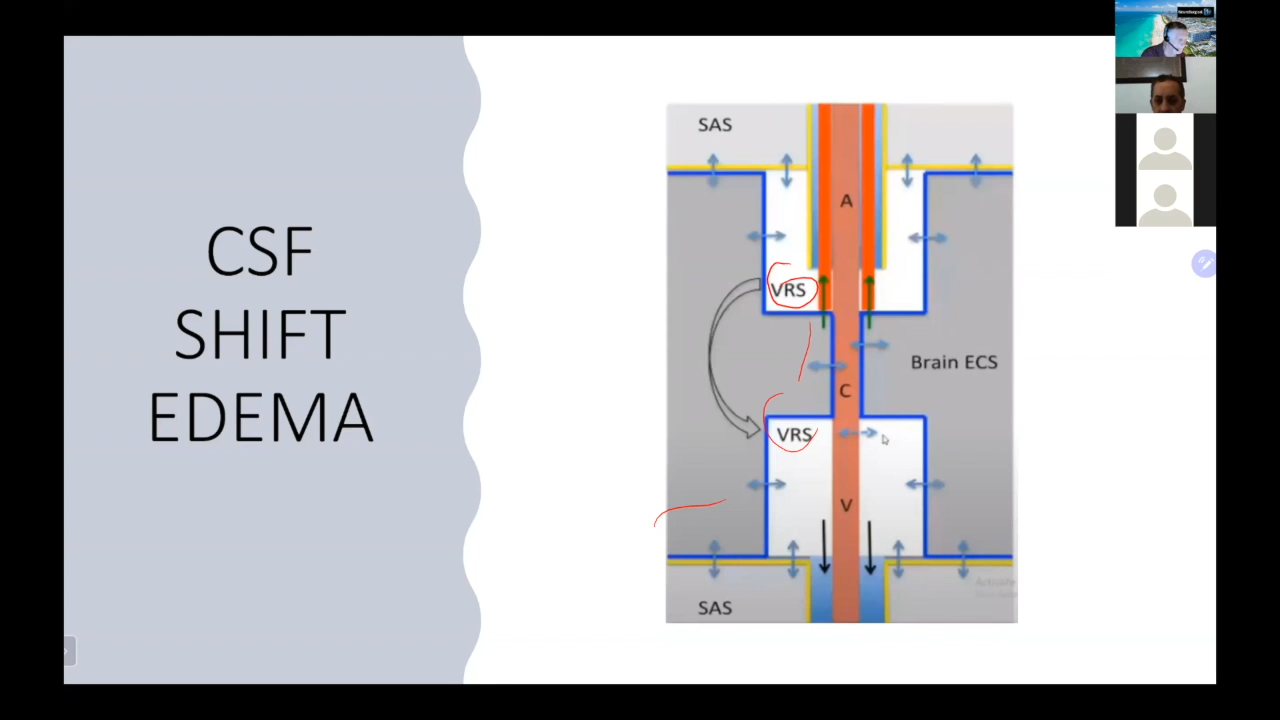 CSF
SHIFT
EDEMA
SAS
A
VRS
Brain ECS
C
VRS
V
SAS